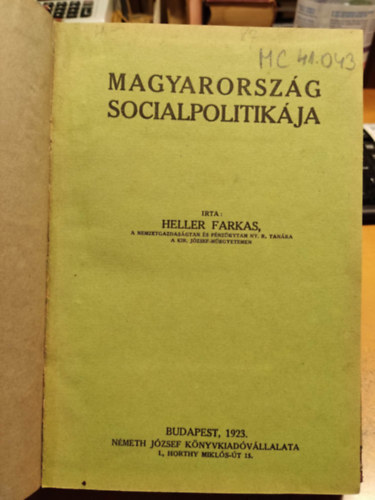 MC 41.043
MAGYARORSZÁG
SOCIALPOLITIKÁJA
IRTA:
HELLER FARKAS,
A NEMZETGAZDASÁGTAN ÉS PÉNZÜGYTAN NY. R. TANÁRA
A KIR. JÓZSEF-MŰEGYETEMEN
BUDAPEST, 1923.
NÉMETH JÓZSEF KÖNYVKIADÓVÁLLALATA
I., HORTHY MIKLÓS-ÚT 15.